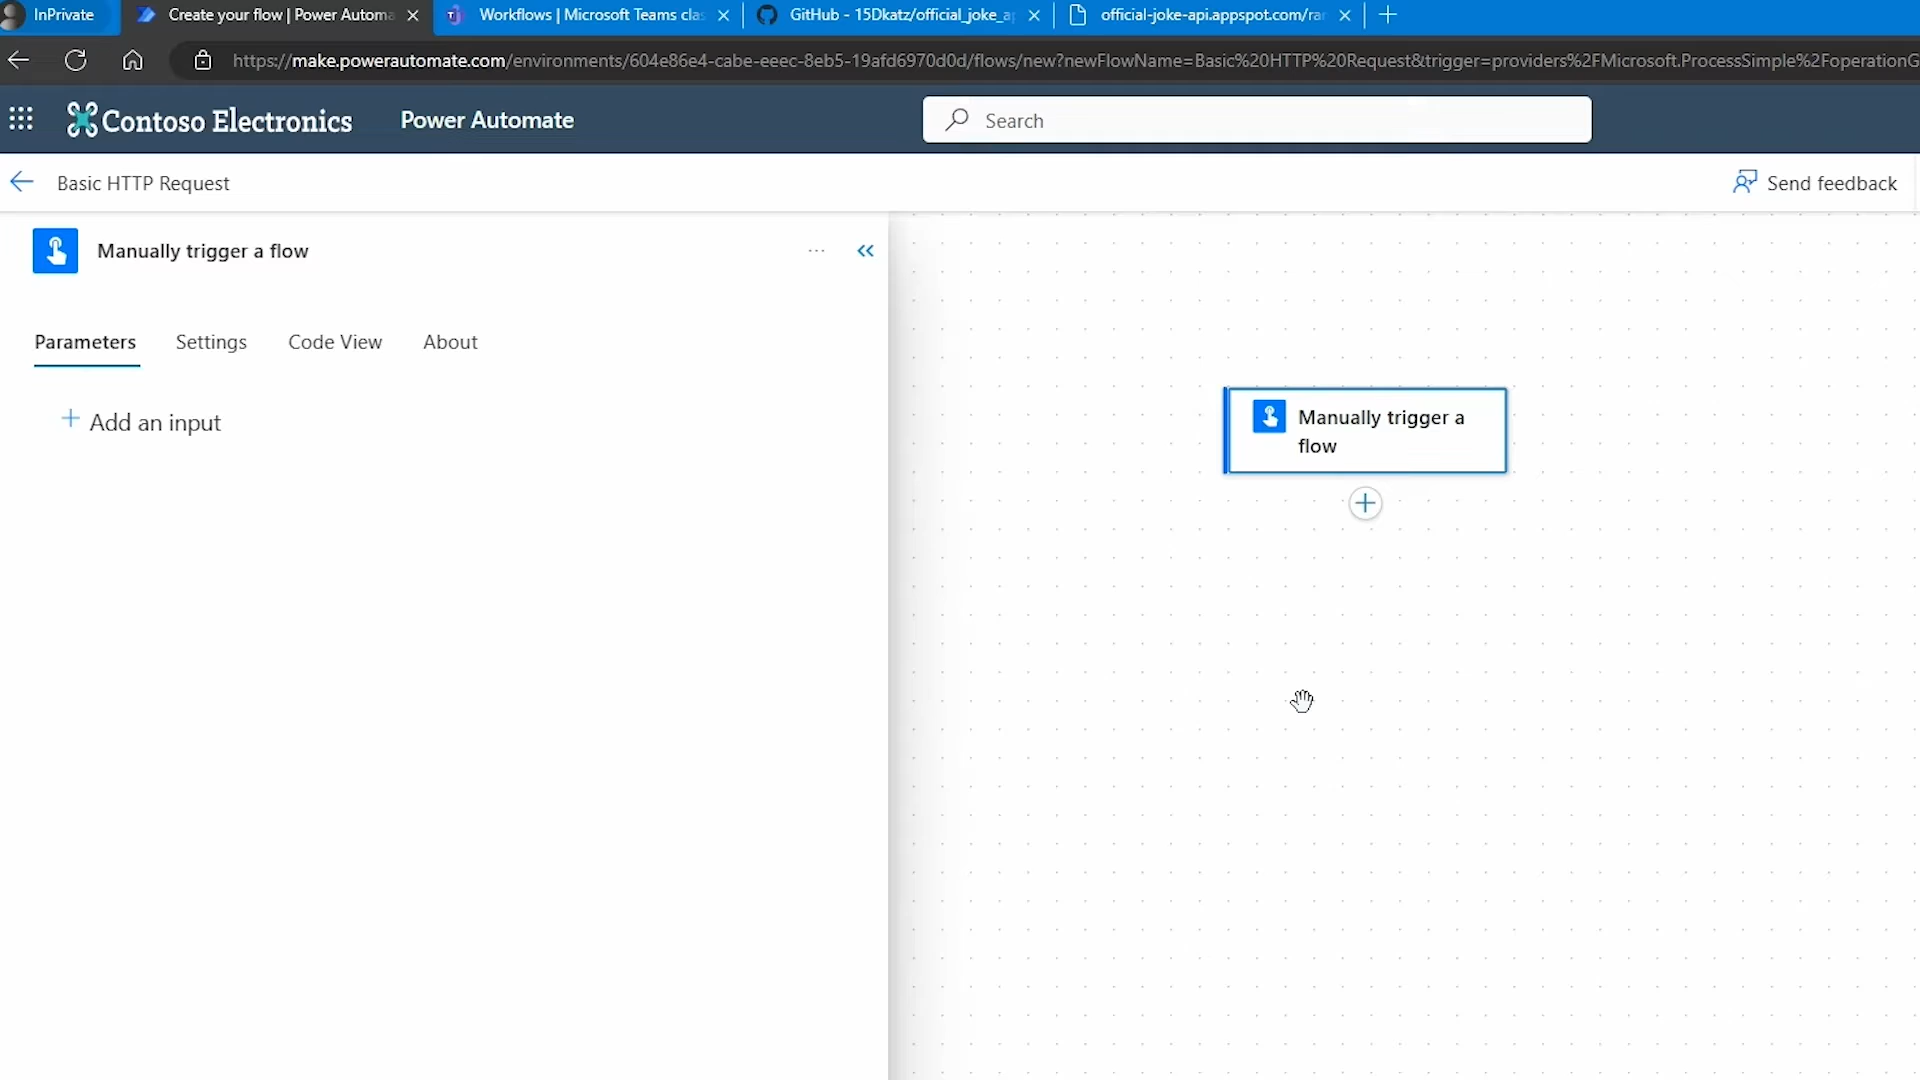 InPrivate
Create your flow | Power Automa
Workflows | Microsoft Teams clas
GitHub - 15Dkatz/official_joke_a
official-joke-api.appspot.com/ra
https://make.powerautomate.com/environments/604e86e4-cabe-eeec-8eb5-19afd6970d0d/flows/new?newFlowName=Basic%20HTTP%20Request&trigger=providers%2FMicrosoft.ProcessSimple%2FoperationG
Contoso Electronics
Power Automate
Search
Basic HTTP Request
Send feedback
Manually trigger a flow
Parameters
Settings
Code View
About
Add an input
Manually trigger a
flow